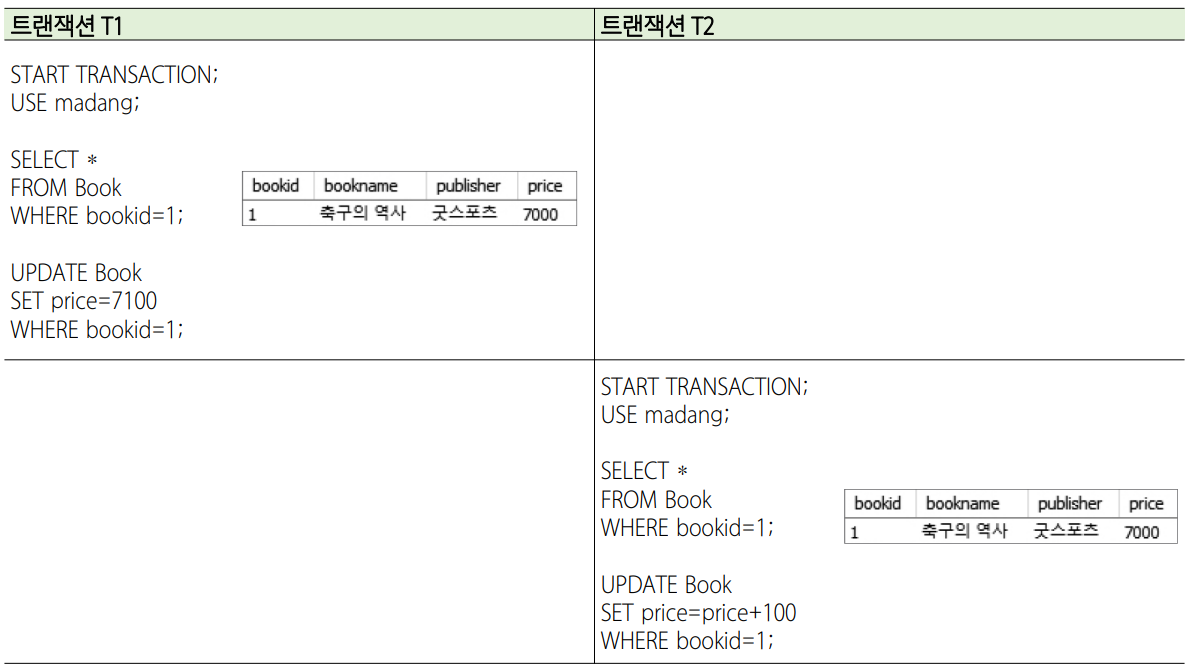 트랜잭션 T1
트랜잭션 T2
START TRANSACTION;
USE madang;
SELECT *
FROM Book
WHERE bookid=1;
bookid bookname publisher price
1 축구의 역사 굿스포츠 7000
UPDATE Book
SET price=7100
WHERE bookid=1;
START TRANSACTION;
USE madang;
SELECT *
FROM Book
WHERE bookid=1;
bookid bookname publisher price
1 축구의 역사 굿스포츠 7000
UPDATE Book
SET price=price+100
WHERE bookid=1;